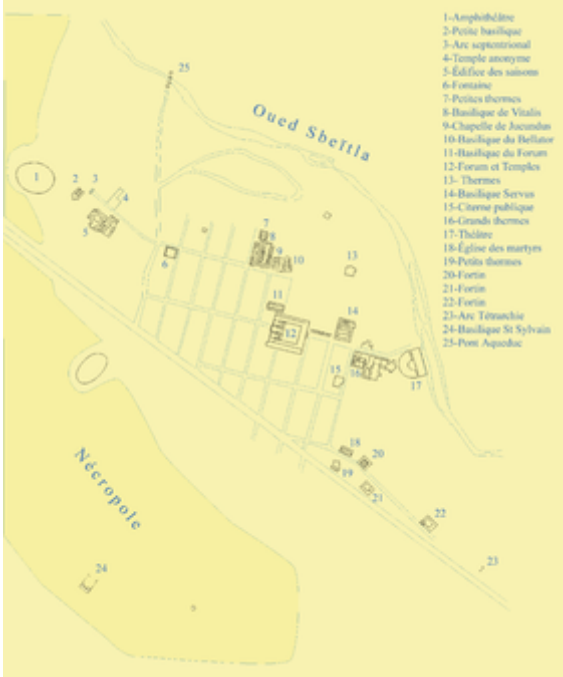 1-Amphithéâtre
2-Petite basilique
3-Arc septentrional
4-Temple anonyme
5-Édifice des saisons
6-Fontaine
7-Petites thermes
8-Basilique de Vitalis
9-Chapelle de Jucundus
10-Basilique du Bellator
11-Basilique du Forum
12-Forum et Temples
13- Thermes
14-Basilique Servus
15-Citerne publique
16-Grands thermes
17-Théâtre
18-Église des martyrs
19-Petits thermes
20-Fortin
21-Fortin
22-Fortin
23-Arc Tétrarchie
24-Basilique St Sylvain
25-Pont Aqueduc
25
Oued Sbeïtla
1
2
3
4
5
6
7
8
9
10
13
11
12
14
15
16
17
18
20
19
21
22
23
Nécropole
24